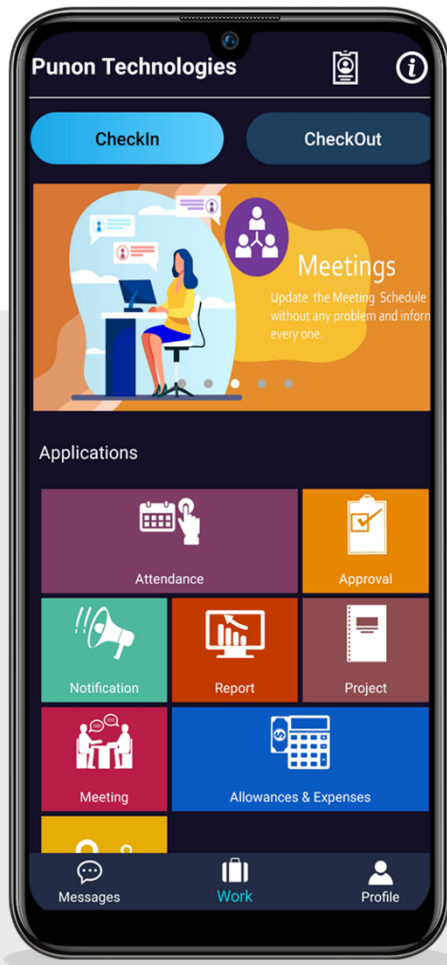 Punon Technologies
CheckIn
CheckOut
Meetings
Update the Meeting Schedule
without any problem and inform
every one.
Applications
Attendance
Approval
!!
Notification
Report
Project
Meeting
$
Allowances & Expenses
Messages
Work
Profile